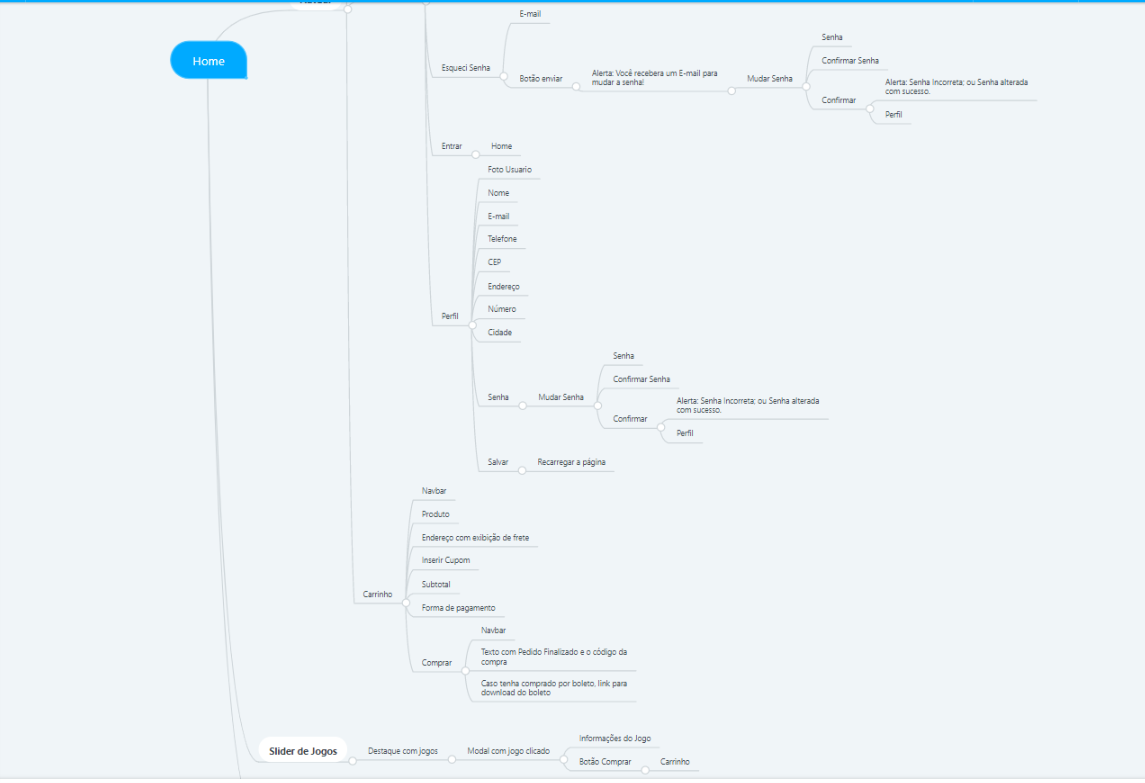 Home
E-mail
Esqueci Senha
Botão enviar
Alerta: Você recebera um E-mail para
mudar a senha!
Mudar Senha
Senha
Confirmar Senha
Confirmar
Alerta: Senha Incorreta; ou Senha alterada
com sucesso.
Perfil
Entrar
Home
Perfil
Foto Usuario
Nome
E-mail
Telefone
CEP
Endereço
Número
Cidade
Senha
Mudar Senha
Senha
Confirmar Senha
Confirmar
Alerta: Senha Incorreta; ou Senha alterada
com sucesso.
Perfil
Salvar
Recarregar a página
Carrinho
Navbar
Produto
Endereço com exibição de frete
Inserir Cupom
Subtotal
Forma de pagamento
Comprar
Navbar
Texto com Pedido Finalizado e o código da
compra
Caso tenha comprado por boleto, link para
download do boleto
Slider de Jogos
Destaque com jogos
Modal com jogo clicado
Informações do Jogo
Botão Comprar
Carrinho